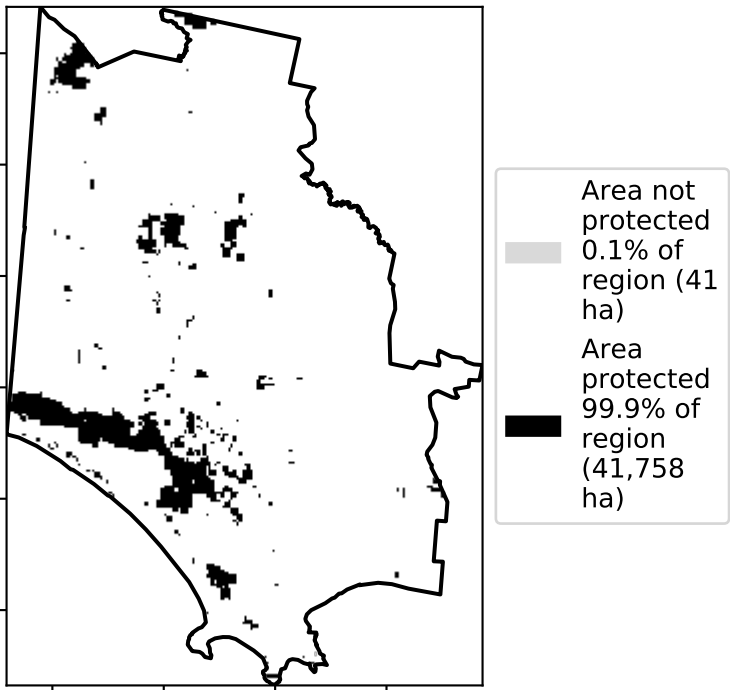 Area not
protected
0.1% of
region (41
ha)
Area
protected
99.9% of
region
(41,758
ha)